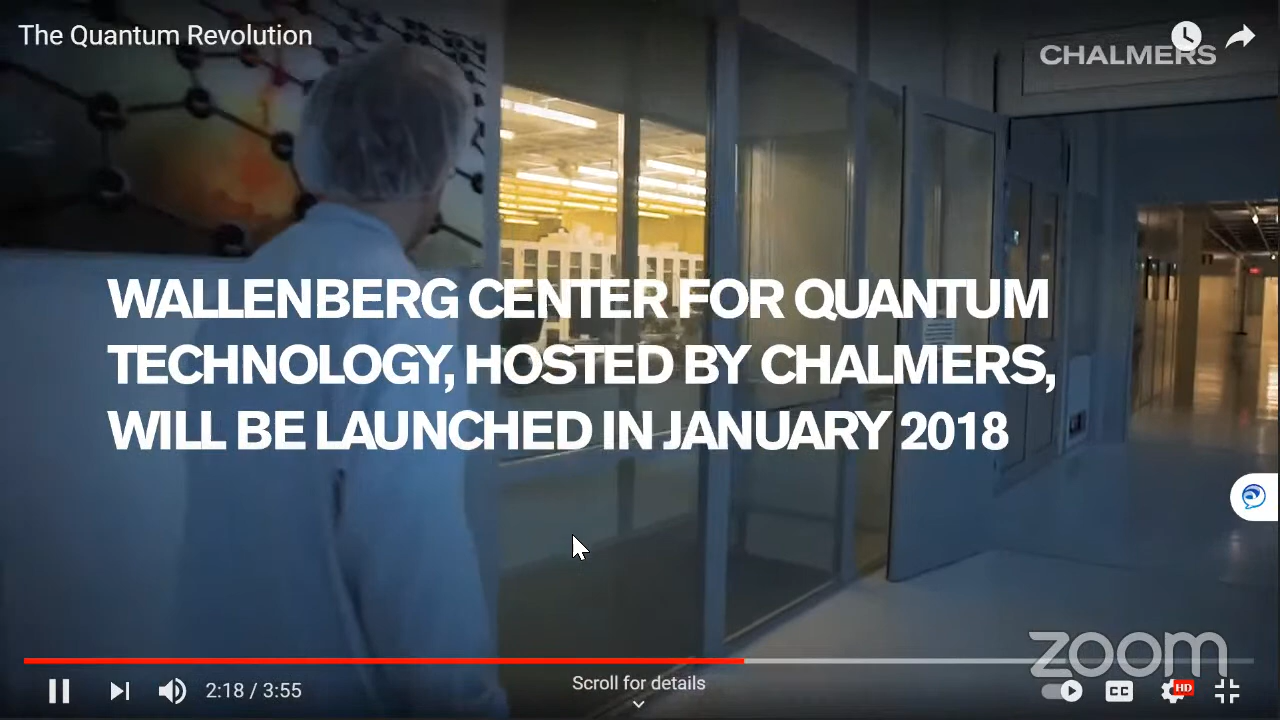 The Quantum Revolution
CHALMERS
WALLENBERG CENTER FOR QUANTUM
TECHNOLOGY, HOSTED BY CHALMERS,
WILL BE LAUNCHED IN JANUARY 2018
zoom
2:18 / 3:55
Scroll for details
CC
HD